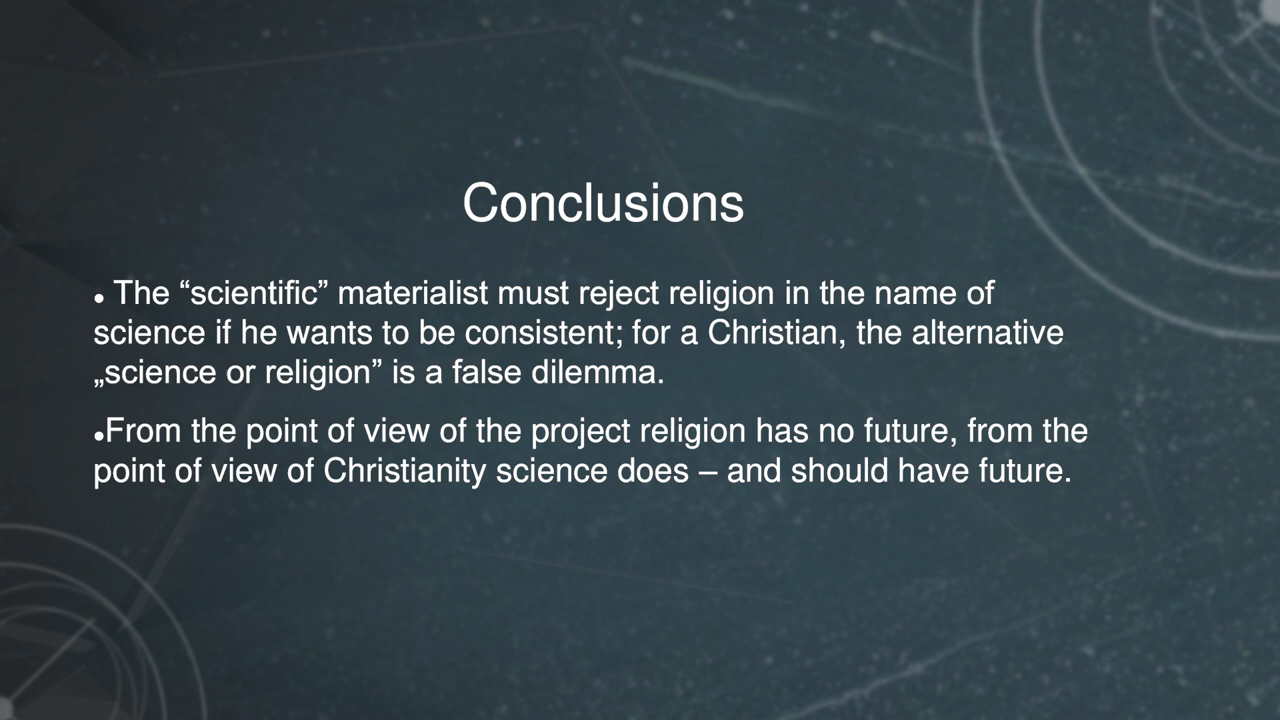 Conclusions
• The “scientific” materialist must reject religion in the name of
science if he wants to be consistent; for a Christian, the alternative
„science or religion” is a false dilemma.
•From the point of view of the project religion has no future, from the
point of view of Christianity science does – and should have future.